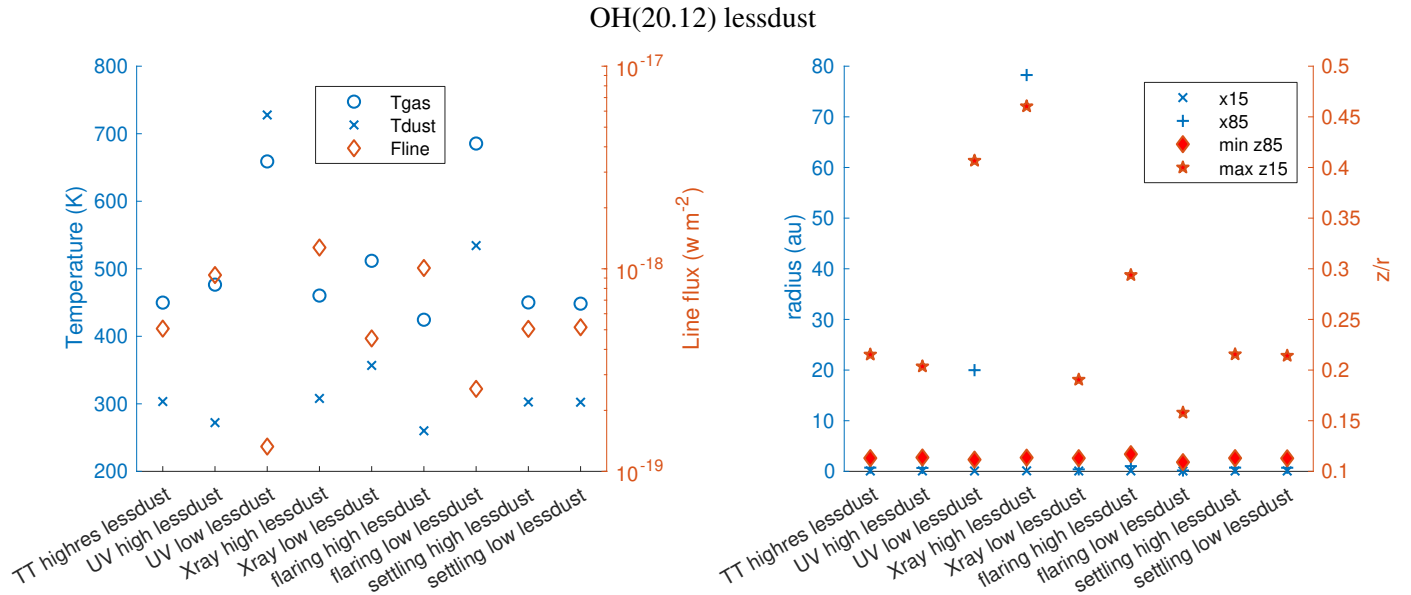 OH(20.12) lessdust
800
700
600
500
400
300
200
Temperature (K)
Tgas
Tdust
Fline
10^-17
10^-18
10^-19
Line flux (w m^-2)
TT highres lessdust
UV high lessdust
UV low lessdust
Xray high lessdust
Xray low lessdust
flaring high lessdust
flaring low lessdust
settling high lessdust
settling low lessdust
80
70
60
50
40
30
20
10
0
radius (au)
x15
x85
min z85
max z15
0.5
0.45
0.4
0.35
0.3
0.25
0.2
0.15
0.1
z/r
TT highres lessdust
UV high lessdust
UV low lessdust
Xray high lessdust
Xray low lessdust
flaring high lessdust
flaring low lessdust
settling high lessdust
settling low lessdust